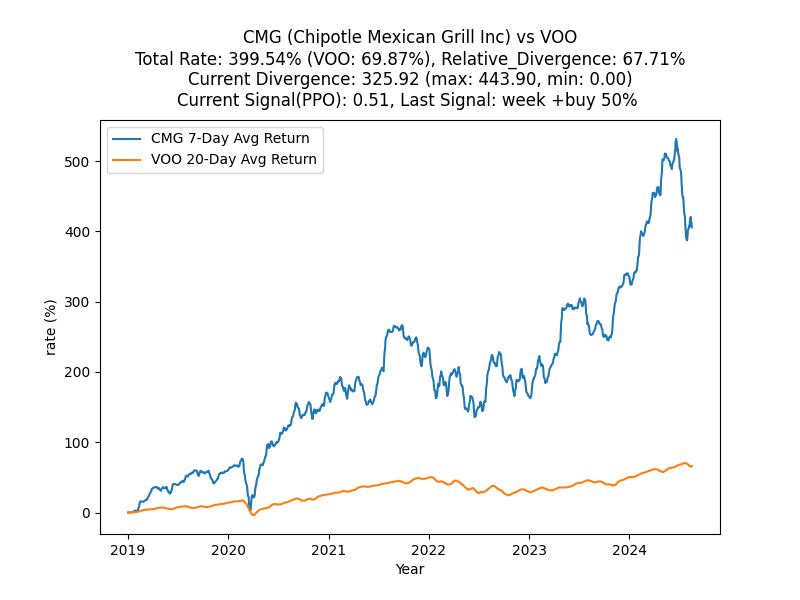 CMG (Chipotle Mexican Grill Inc) vs VOO
Total Rate: 399.54% (VOO: 69.87%), Relative_Divergence: 67.71%
Current Divergence: 325.92 (max: 443.90, min: 0.00)
Current Signal(PPO): 0.51, Last Signal: week +buy 50%
CMG 7-Day Avg Return
VOO 20-Day Avg Return
500
400
300
200
100
0
rate (%)
2019 2020 2021 2022 2023 2024
Year